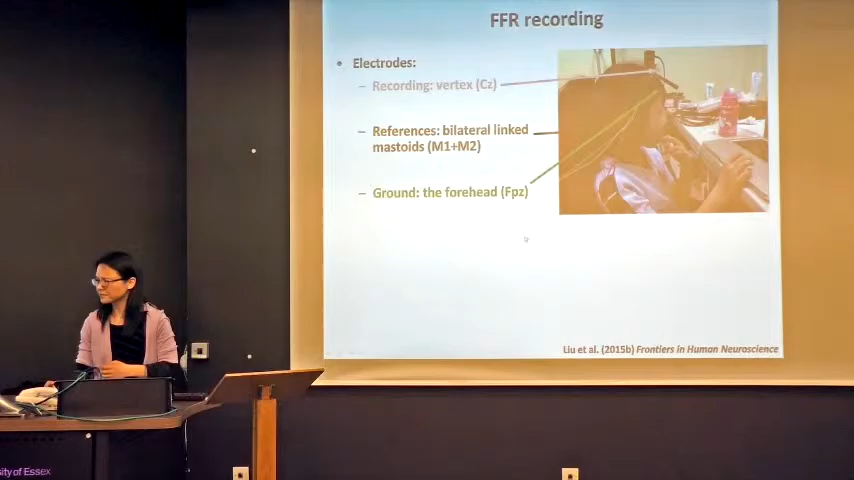 FFR recording
• Electrodes:
– Recording: vertex (Cz)
– References: bilateral linked
mastoids (M1+M2)
– Ground: the forehead (Fpz)
Liu et al. (2015b) Frontiers in Human Neuroscience
sity of Essex